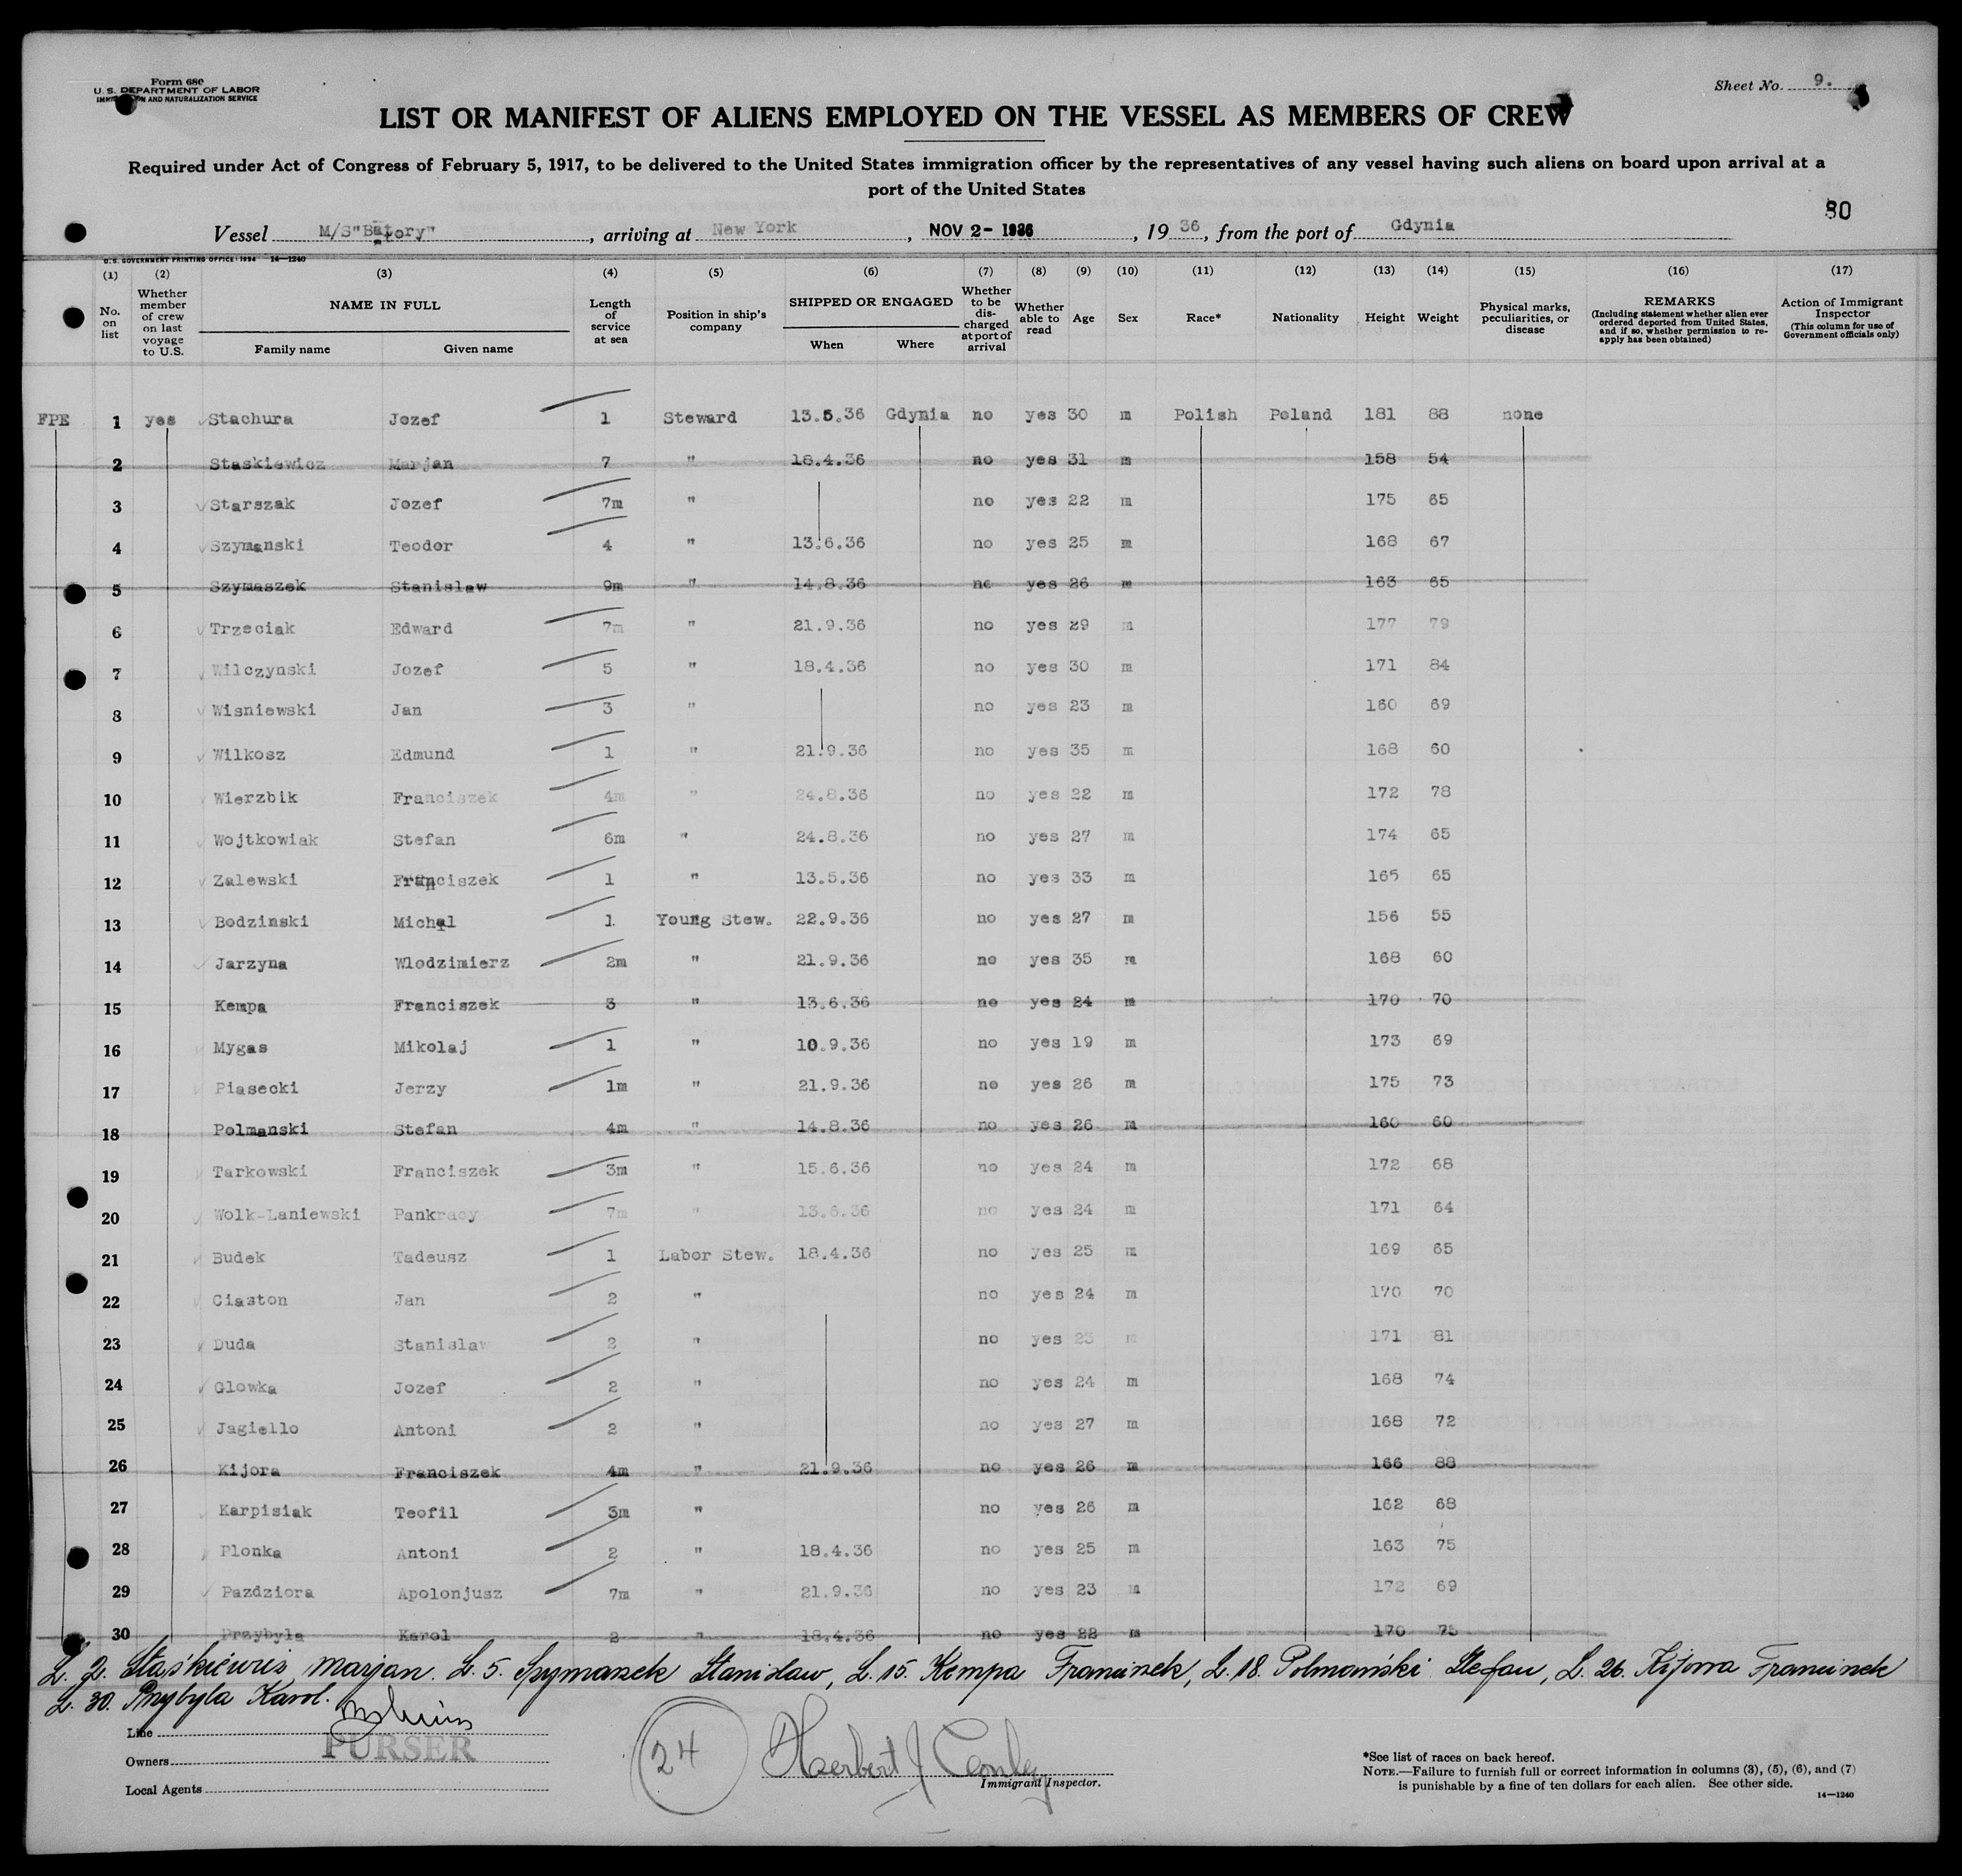 Form 680
U. S. DEPARTMENT OF LABOR
IMMIGRATION AND NATURALIZATION SERVICE
Sheet No. 9.
LIST OR MANIFEST OF ALIENS EMPLOYED ON THE VESSEL AS MEMBERS OF CREW
Required under Act of Congress of February 5, 1917, to be delivered to the United States immigration officer by the representatives of any vessel having such aliens on board upon arrival at a
port of the United States
80
Vessel M/S"Batory", arriving at New York, NOV 2- 1936, 19 36, from the port of Gdynia
U. S. GOVERNMENT PRINTING OFFICE: 1934 14—1240
(1) (2) (3) (4) (5) (6) (7) (8) (9) (10) (11) (12) (13) (14) (15) (16) (17)
No. on list
Whether member of crew on last voyage to U.S.
NAME IN FULL
Family name Given name
Length of service at sea
Position in ship's company
SHIPPED OR ENGAGED
When Where
Whether to be discharged at port of arrival
Whether able to read
Age
Sex
Race*
Nationality
Height
Weight
Physical marks, peculiarities, or disease
REMARKS
(Including statement whether alien ever ordered deported from United States, and if so, whether permission to reapply has been obtained)
Action of Immigrant Inspector
(This column for use of Government officials only)
FPE 1 yes Stachura Jozef 1 Steward 13.5.36 Gdynia no yes 30 m Polish Poland 181 88 none
2 Staskiewicz Marjan 7 " 18.4.36 no yes 31 m 158 54
3 Starszak Jozef 7m " no yes 22 m 175 65
4 Szymanski Teodor 4 " 13.6.36 no yes 25 m 168 67
5 Szymaszek Stanislaw 9m " 14.8.36 no yes 26 m 163 65
6 Trzeciak Edward 7m " 21.9.36 no yes 29 m 177 79
7 Wilczynski Jozef 5 " 18.4.36 no yes 30 m 171 84
8 Wisniewski Jan 3 " no yes 23 m 160 69
9 Wilkosz Edmund 1 " 21.9.36 no yes 35 m 168 60
10 Wierzbik Franciszek 4m " 24.8.36 no yes 22 m 172 78
11 Wojtkowiak Stefan 6m " 24.8.36 no yes 27 m 174 65
12 Zalewski Franciszek 1 " 13.5.36 no yes 33 m 165 65
13 Bodzinski Michal 1 Young Stew. 22.9.36 no yes 27 m 156 55
14 Jarzyna Wlodzimierz 2m " 21.9.36 no yes 35 m 168 60
15 Kempa Franciszek 3 " 13.6.36 no yes 24 m 170 70
16 Mygas Mikolaj 1 " 10.9.36 no yes 19 m 173 69
17 Piasecki Jerzy 1m " 21.9.36 no yes 26 m 175 73
18 Polmanski Stefan 4m " 14.8.36 no yes 26 m 160 60
19 Tarkowski Franciszek 3m " 15.6.36 no yes 24 m 172 68
20 Wolk-Laniewski Pankracy 7m " 13.6.36 no yes 24 m 171 64
21 Budek Tadeusz 1 Labor Stew. 18.4.36 no yes 25 m 169 65
22 Ciaston Jan 2 " no yes 24 m 170 70
23 Duda Stanislaw 2 " no yes 23 m 171 81
24 Glowka Jozef 2 " no yes 24 m 168 74
25 Jagiello Antoni 2 " no yes 27 m 168 72
26 Kijora Franciszek 4m " 21.9.36 no yes 26 m 166 88
27 Karpisiak Teofil 3m " no yes 26 m 162 68
28 Plonka Antoni 2 " 18.4.36 no yes 25 m 163 75
29 Pazdziora Apolonjusz 7m " 21.9.36 no yes 23 m 172 69
30 Przybyla Karol 2 " 18.4.36 no yes 22 m 170 75
L. 2. Staśkiewicz Marjan. L. 5. Szymaszek Stanislaw, L. 15. Kempa Franciszek, L. 18. Polmański Stefan, L. 26. Kijora Franciszek
L. 30. Przybyla Karol.
Line
PURSER
Owners
Local Agents
24
Herbert J Conley
Immigrant Inspector.
*See list of races on back hereof.
NOTE.—Failure to furnish full or correct information in columns (3), (5), (6), and (7)
is punishable by a fine of ten dollars for each alien. See other side.
14—1240